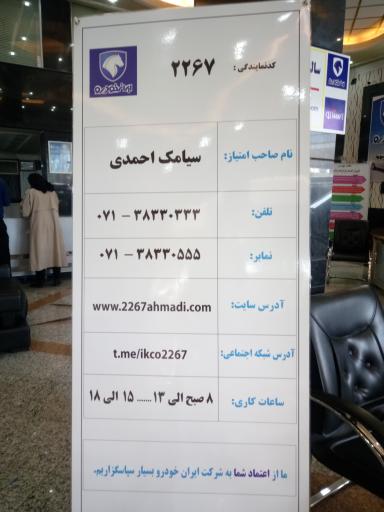 ایران‌خودرو
کدنمایندگی : ۲۲۶۷
نام صاحب امتیاز: سیامک احمدی
تلفن: ۰۷۱ – ۳۸۳۳۰۳۳۳
نمابر: ۰۷۱ – ۳۸۳۳۰۵۵۵
آدرس سایت: www.2267ahmadi.com
آدرس شبکه اجتماعی: t.me/ikco2267
ساعات کاری: ۸ صبح الی ۱۳ ...... ۱۵ الی ۱۸
ما از اعتماد شما به شرکت ایران خودرو بسیار سپاسگزاریم.